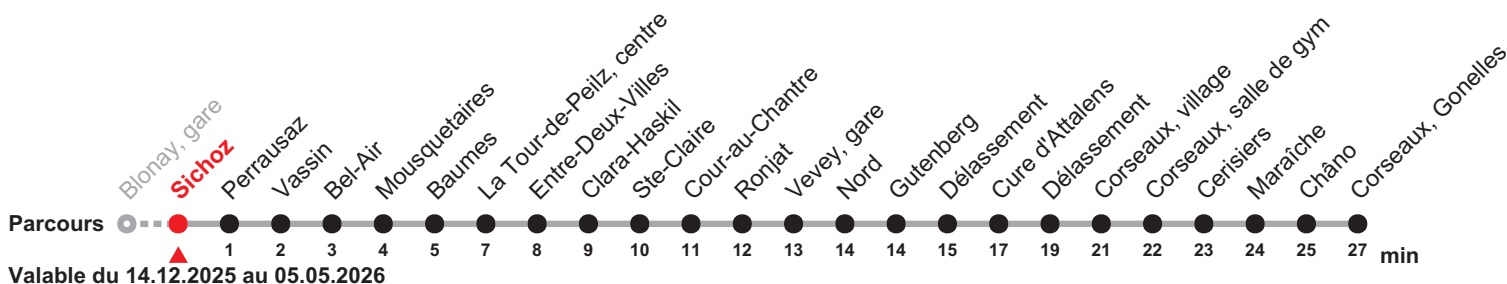 Blonay, gare
Sichoz
Perrausaz
Vassin
Bel-Air
Mousquetaires
Baumes
La Tour-de-Peilz, centre
Entre-Deux-Villes
Clara-Haskil
Ste-Claire
Cour-au-Chantre
Ronjat
Vevey, gare
Nord
Gutenberg
Délassement
Cure d'Attalens
Délassement
Corseaux, village
Corseaux, salle de gym
Cerisiers
Maraîche
Châno
Corseaux, Gonelles
Parcours
1 2 3 4 5 7 8 9 10 11 12 13 14 14 15 17 19 21 22 23 24 25 27 min
Valable du 14.12.2025 au 05.05.2026